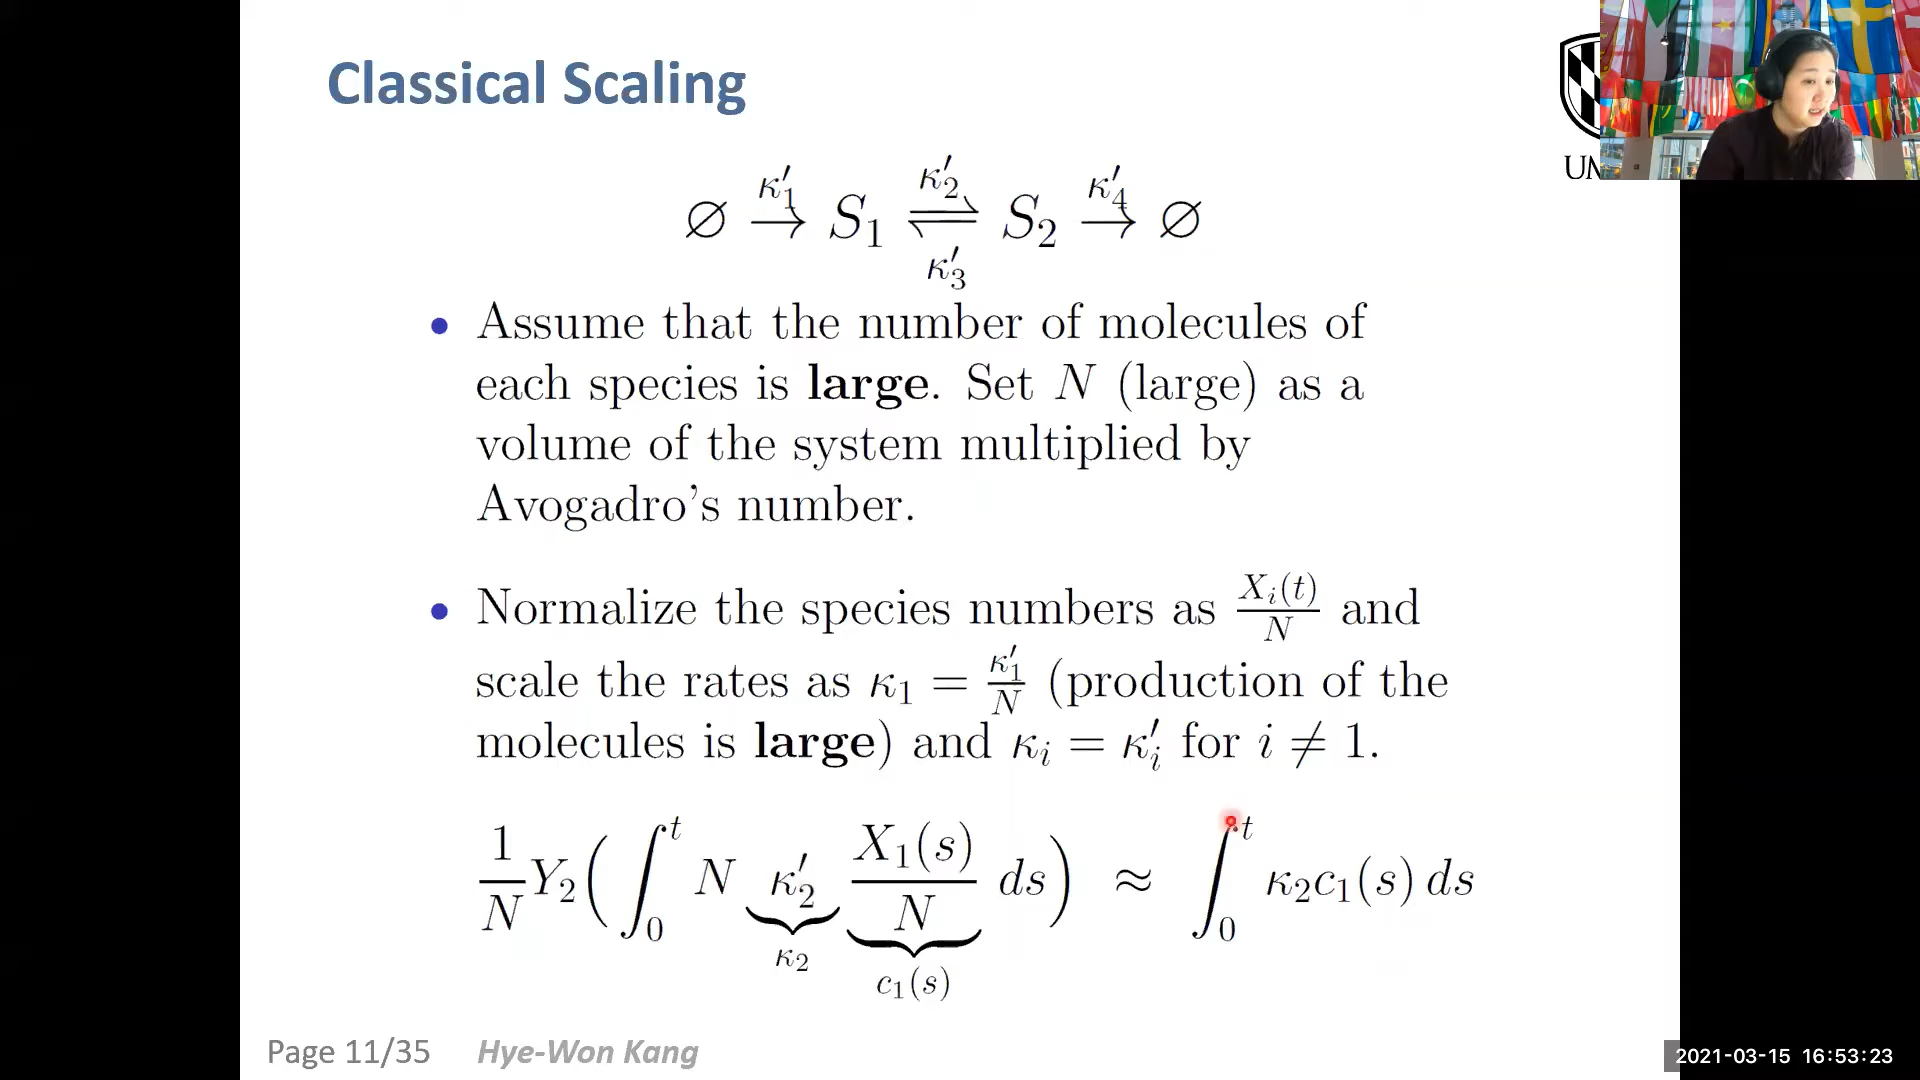 Classical Scaling
UM
∅ →^{κ′₁} S₁ ⇌^{κ′₂}_{κ′₃} S₂ →^{κ′₄} ∅
• Assume that the number of molecules of
each species is large. Set N (large) as a
volume of the system multiplied by
Avogadro's number.
• Normalize the species numbers as X_i(t)/N and
scale the rates as κ₁ = κ′₁/N (production of the
molecules is large) and κ_i = κ′_i for i ≠ 1.
1/N Y₂(∫₀ᵗ N κ′₂ X₁(s)/N ds) ≈ ∫₀ᵗ κ₂c₁(s) ds
κ₂
c₁(s)
Page 11/35 Hye-Won Kang
2021-03-15 16:53:23